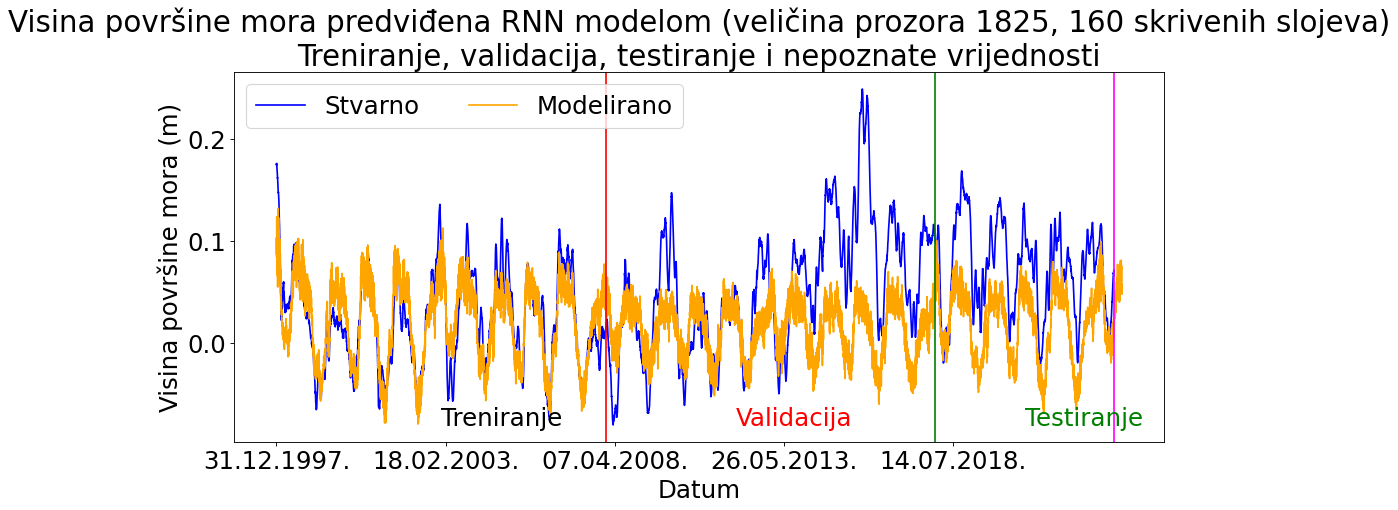 Visina površine mora predviđena RNN modelom (veličina prozora 1825, 160 skrivenih slojeva)
Treniranje, validacija, testiranje i nepoznate vrijednosti
Stvarno
Modelirano
Visina površine mora (m)
0.2
0.1
0.0
Treniranje
Validacija
Testiranje
31.12.1997.
18.02.2003.
07.04.2008.
26.05.2013.
14.07.2018.
Datum